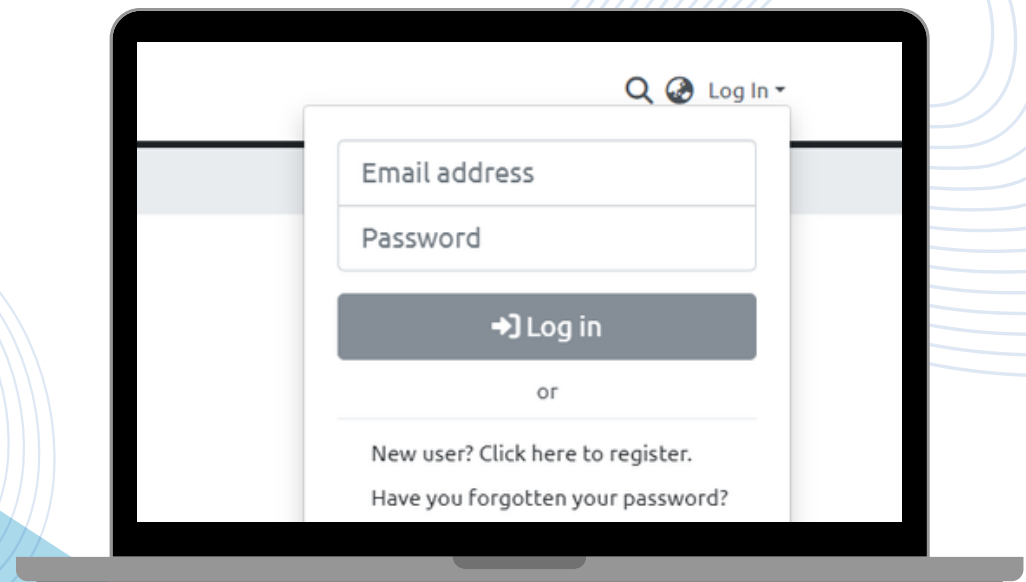 Log In
Email address
Password
Log in
or
New user? Click here to register.
Have you forgotten your password?